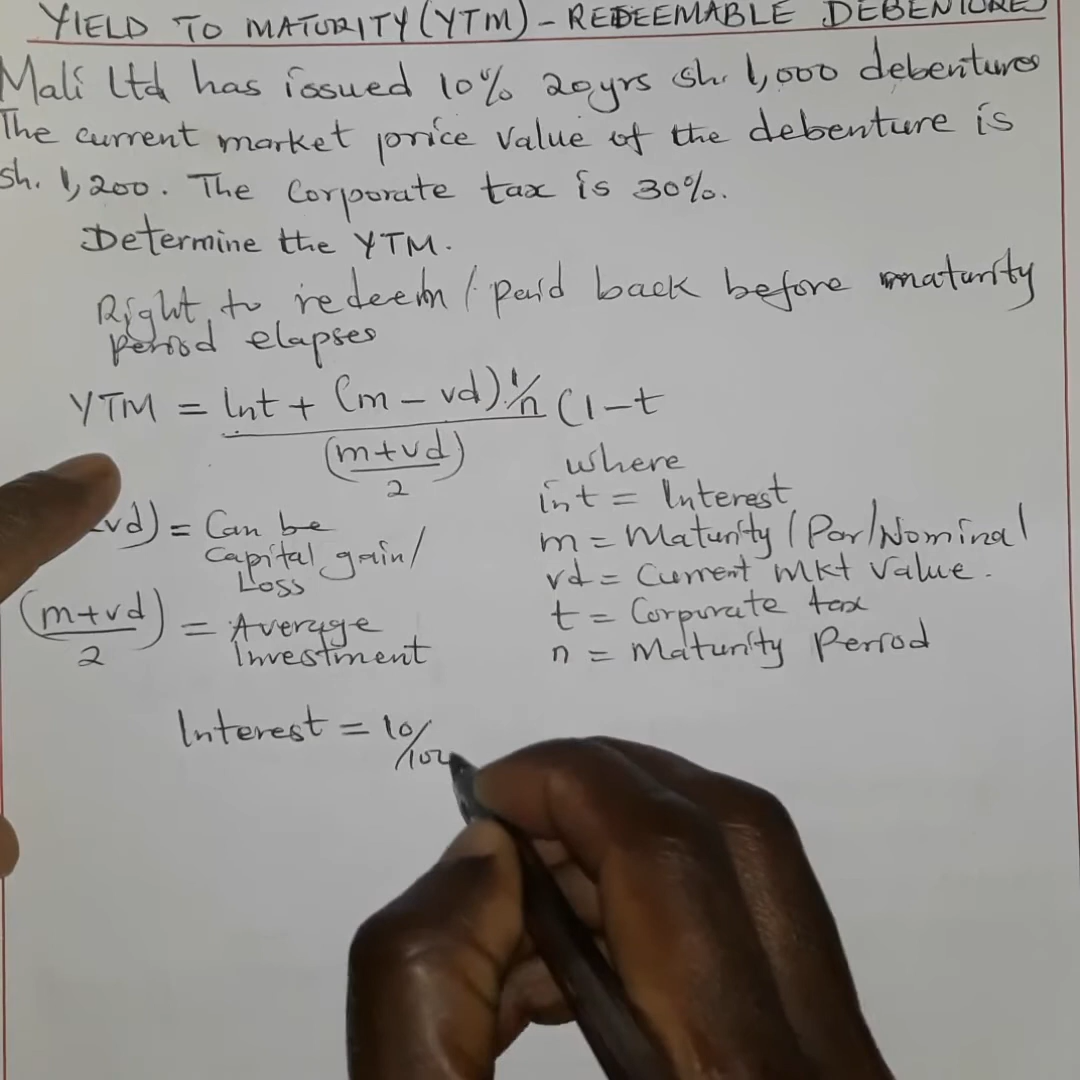 YIELD TO MATURITY (YTM) - REDEEMABLE DEBENTURES
Mali Ltd has issued 10% 20yrs sh. 1,000 debentures
The current market price value of the debenture is
sh. 1,200. The Corporate tax is 30%.
Determine the YTM.
Right to redeem / paid back before maturity
period elapses
YTM = Int + (m - vd) 1/n (1-t
(m+vd)
2
where
int = Interest
vd) = Can be
capital gain/
Loss
m = Maturity / Par/Nominal
vd = Current Mkt Value.
(m+vd)
2
= Average
Investment
t = Corporate tax
n = Maturity Period
Interest = 10/100